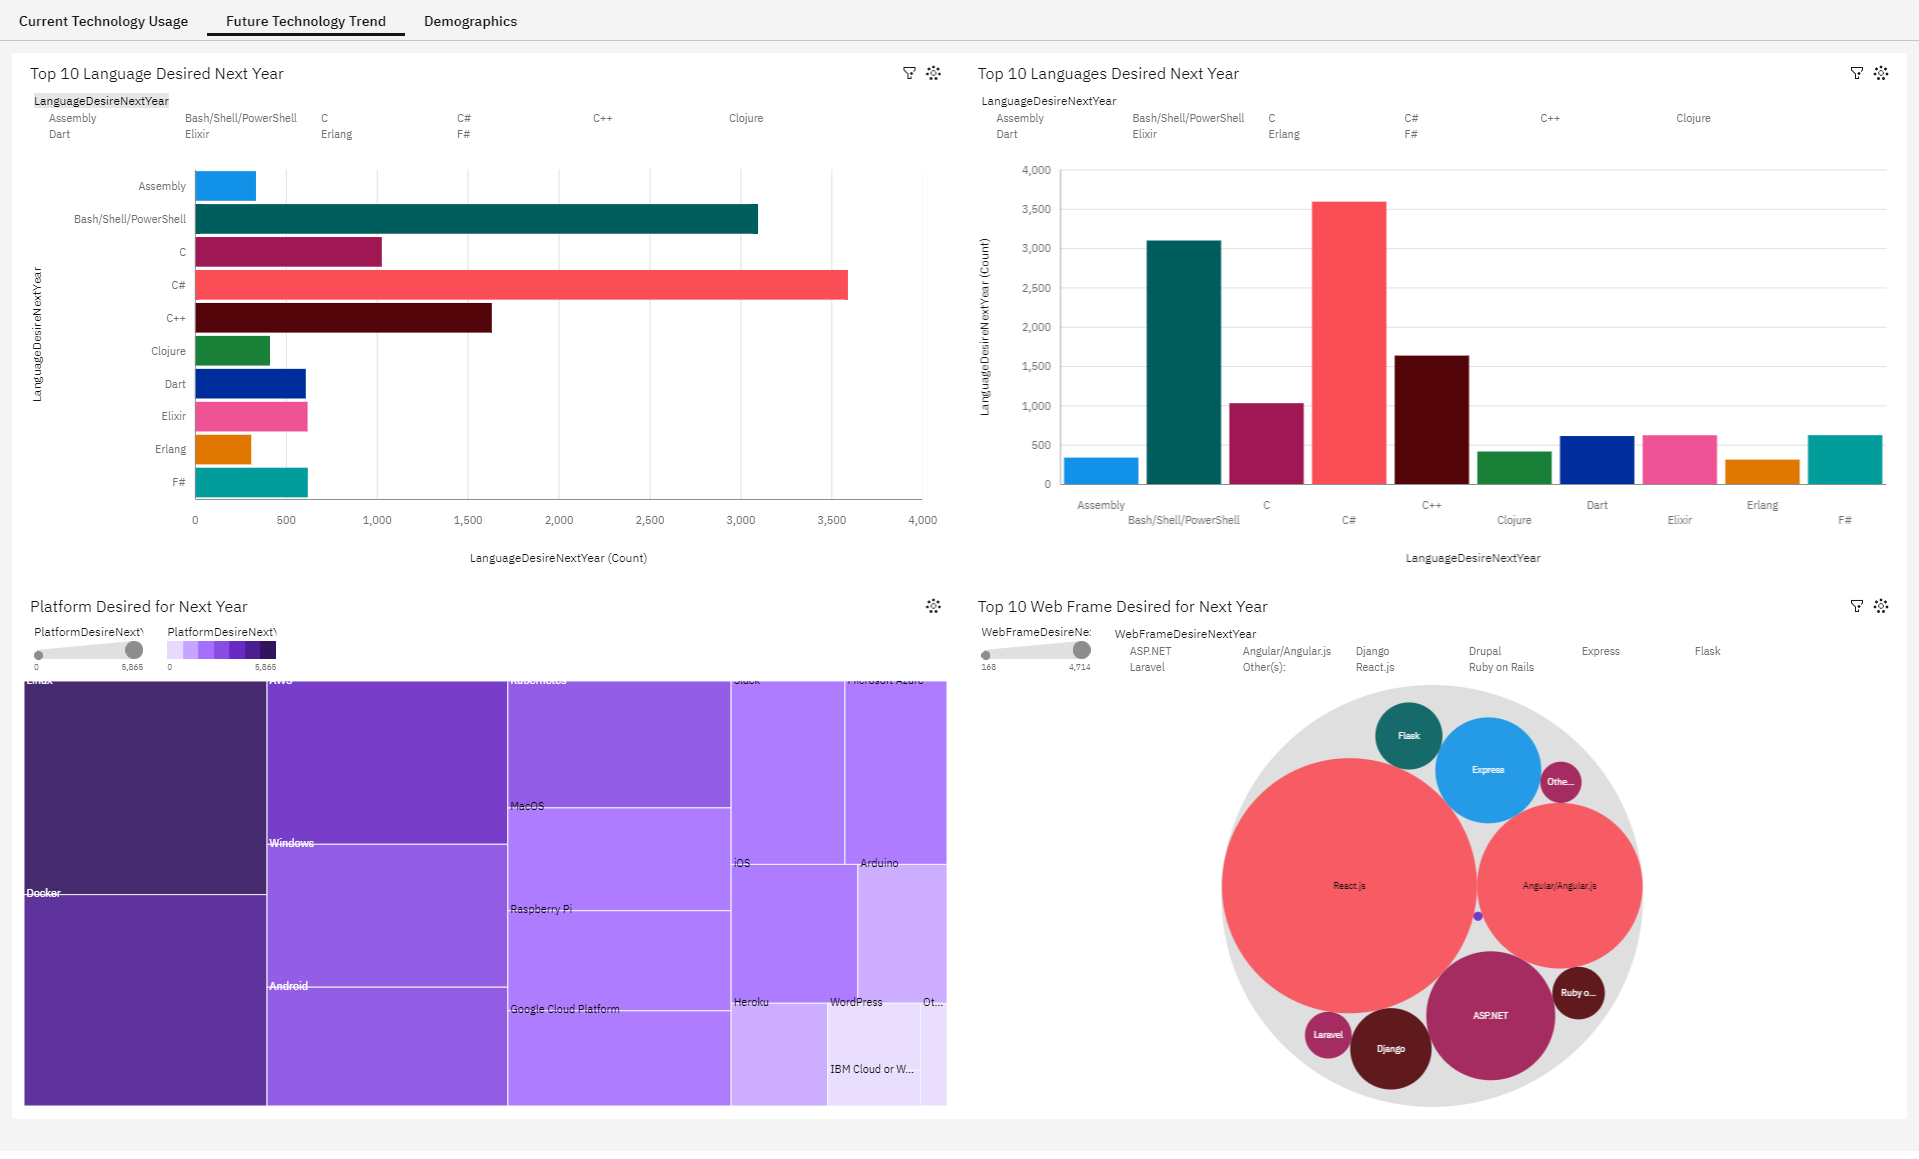 Current Technology Usage Future Technology Trend Demographics
Top 10 Language Desired Next Year
LanguageDesireNextYear
Assembly Bash/Shell/PowerShell C C# C++ Clojure
Dart Elixir Erlang F#
Assembly
Bash/Shell/PowerShell
C
C#
C++
Clojure
Dart
Elixir
Erlang
F#
LanguageDesireNextYear
0 500 1,000 1,500 2,000 2,500 3,000 3,500 4,000
LanguageDesireNextYear (Count)
Top 10 Languages Desired Next Year
LanguageDesireNextYear
Assembly Bash/Shell/PowerShell C C# C++ Clojure
Dart Elixir Erlang F#
4,000
3,500
3,000
2,500
2,000
1,500
1,000
500
0
LanguageDesireNextYear (Count)
Assembly C C++ Dart Erlang
Bash/Shell/PowerShell C# Clojure Elixir F#
LanguageDesireNextYear
Platform Desired for Next Year
PlatformDesireNextY PlatformDesireNextY
0 5,865 0 5,865
Linux AWS Kubernetes Slack Microsoft Azure
MacOS
Windows
iOS Arduino
Docker
Raspberry Pi
Android
Heroku WordPress Ot...
Google Cloud Platform
IBM Cloud or W...
Top 10 Web Frame Desired for Next Year
WebFrameDesireNe: WebFrameDesireNextYear
168 4,714
ASP.NET Angular/Angular.js Django Drupal Express Flask
Laravel Other(s): React.js Ruby on Rails
Flask
Express
Othe...
React.js
Angular/Angular.js
Ruby o...
ASP.NET
Laravel
Django